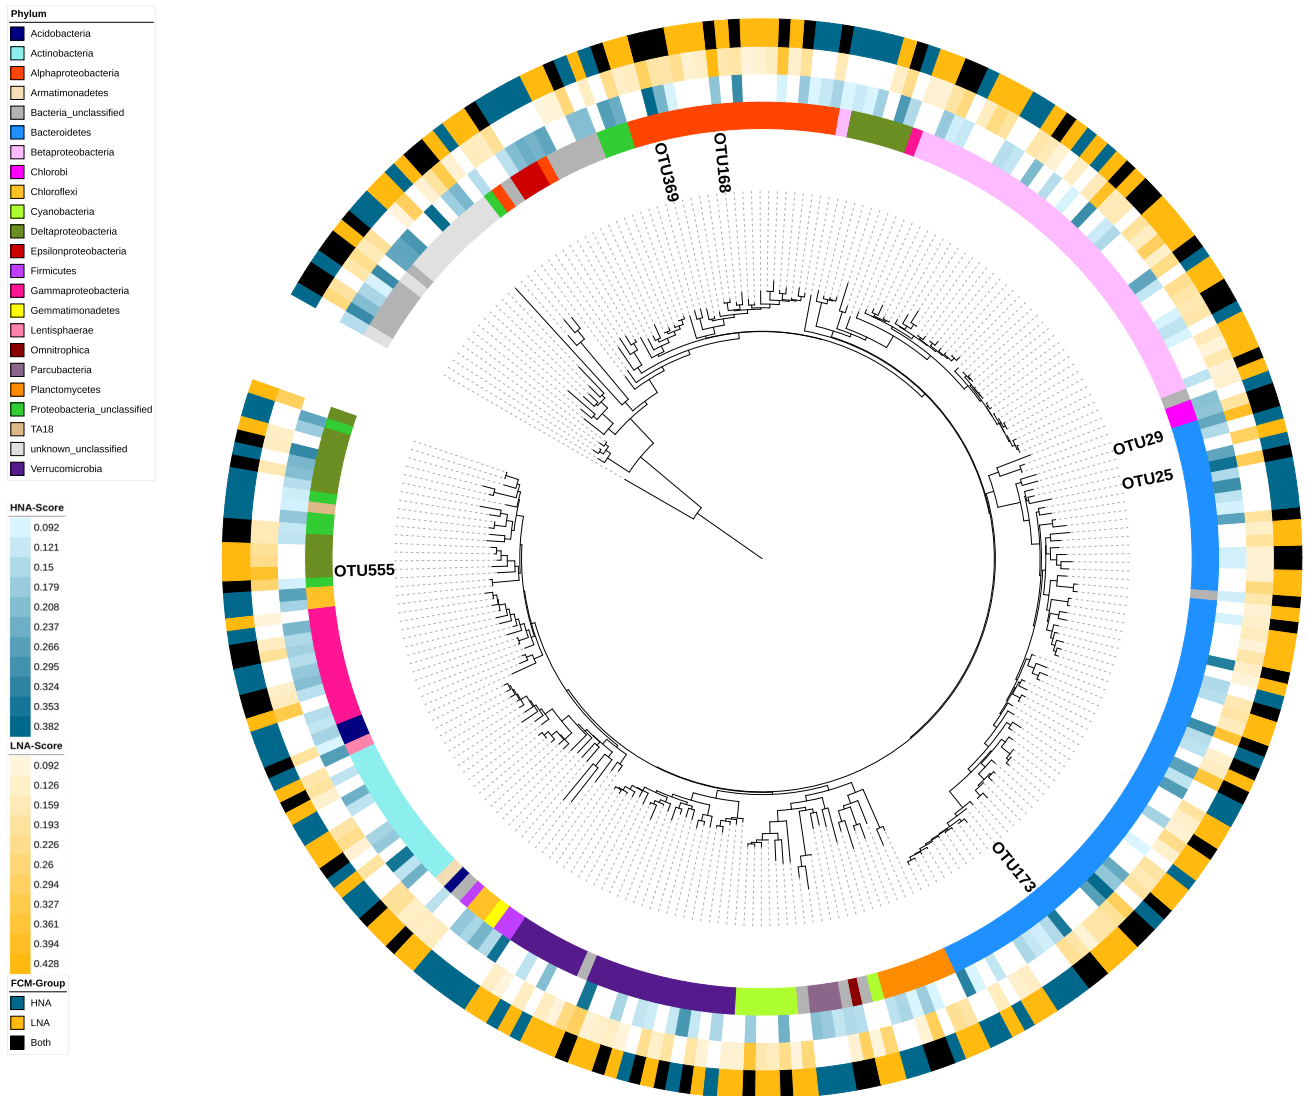 Phylum
Acidobacteria
Actinobacteria
Alphaproteobacteria
Armatimonadetes
Bacteria_unclassified
Bacteroidetes
Betaproteobacteria
Chlorobi
Chloroflexi
Cyanobacteria
Deltaproteobacteria
Epsilonproteobacteria
Firmicutes
Gammaproteobacteria
Gemmatimonadetes
Lentisphaerae
Omnitrophica
Parcubacteria
Planctomycetes
Proteobacteria_unclassified
TA18
unknown_unclassified
Verrucomicrobia
HNA-Score
0.092
0.121
0.15
0.179
0.208
0.237
0.266
0.295
0.324
0.353
0.382
LNA-Score
0.092
0.126
0.159
0.193
0.226
0.26
0.294
0.327
0.361
0.394
0.428
FCM-Group
HNA
LNA
Both
OTU369
OTU168
OTU29
OTU25
OTU555
OTU173